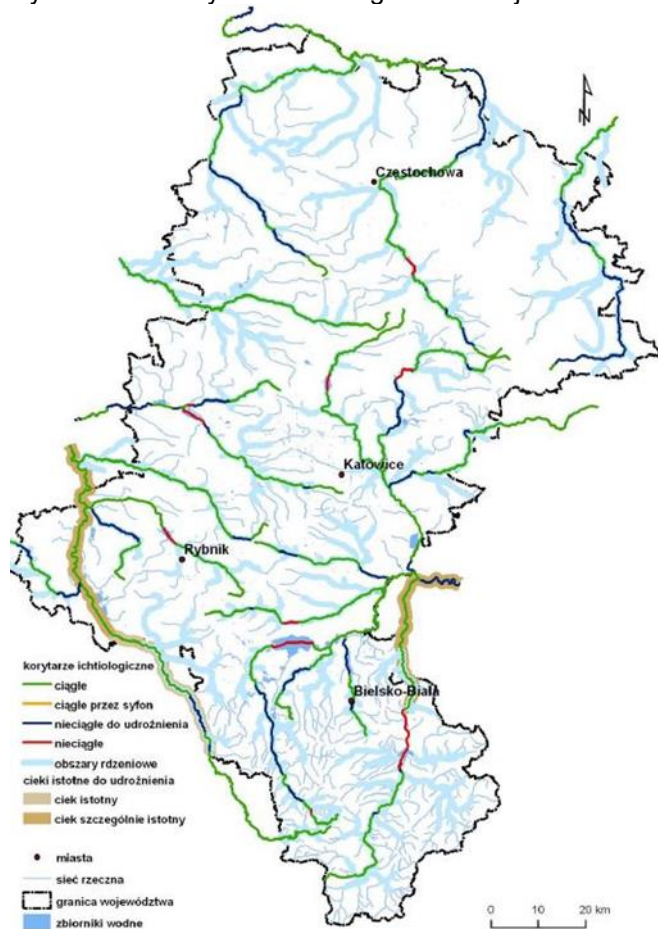 Częstochowa
Katowice
Rybnik
Bielsko-Biała
korytarze ichtiologiczne
ciągłe
ciągłe przez syfon
nieciągłe do udrożnienia
nieciągłe
obszary rdzeniowe
cieki istotne do udrożnienia
ciek istotny
ciek szczególnie istotny
miasta
sieć rzeczna
granica województwa
zbiorniki wodne
0 10 20 km